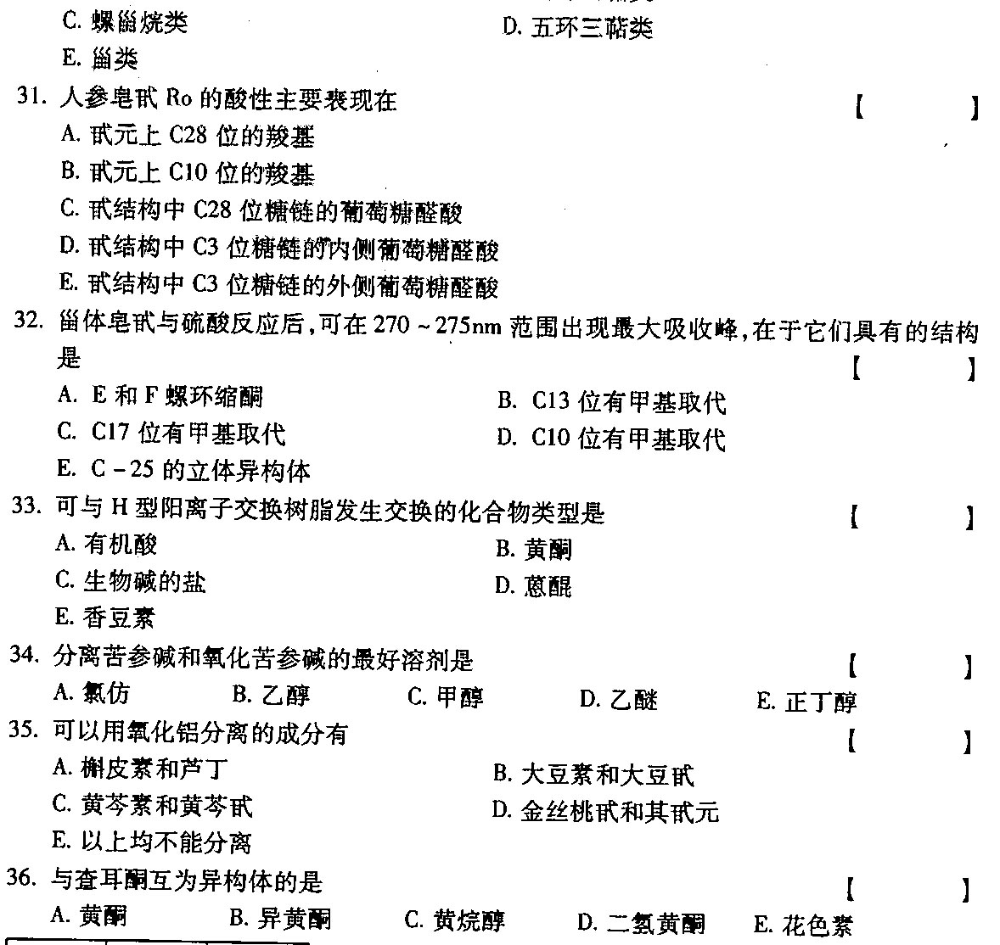 C. 螺甾烷类 D. 五环三萜类
E. 甾类
31. 人参皂甙 Ro 的酸性主要表现在 【 】
A. 甙元上 C28 位的羧基
B. 甙元上 C10 位的羧基
C. 甙结构中 C28 位糖链的葡萄糖醛酸
D. 甙结构中 C3 位糖链的内侧葡萄糖醛酸
E. 甙结构中 C3 位糖链的外侧葡萄糖醛酸
32. 甾体皂甙与硫酸反应后,可在 270 ~ 275nm 范围出现最大吸收峰,在于它们具有的结构
是 【 】
A. E 和 F 螺环缩酮 B. C13 位有甲基取代
C. C17 位有甲基取代 D. C10 位有甲基取代
E. C - 25 的立体异构体
33. 可与 H 型阳离子交换树脂发生交换的化合物类型是 【 】
A. 有机酸 B. 黄酮
C. 生物碱的盐 D. 蒽醌
E. 香豆素
34. 分离苦参碱和氧化苦参碱的最好溶剂是 【 】
A. 氯仿 B. 乙醇 C. 甲醇 D. 乙醚 E. 正丁醇
35. 可以用氧化铝分离的成分有 【 】
A. 槲皮素和芦丁 B. 大豆素和大豆甙
C. 黄芩素和黄芩甙 D. 金丝桃甙和其甙元
E. 以上均不能分离
36. 与查耳酮互为异构体的是 【 】
A. 黄酮 B. 异黄酮 C. 黄烷醇 D. 二氢黄酮 E. 花色素